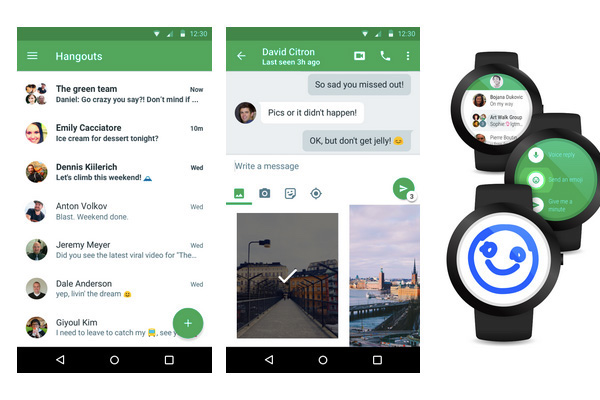 12:30
Hangouts
The green team
Now
Daniel: Go crazy you say?! Don't mind if ...
Emily Cacciatore
10m
Ice cream for dessert tonight?
Dennis Kiilerich
Wed
Let's climb this weekend! 🌊
Anton Volkov
Wed
Blast. Weekend done.
Jeremy Meyer
Wed
Did you see the latest viral video for "The...
Dale Anderson
Wed
yep, livin' the dream 😀
Giyoul Kim
I need to leave to catch my 🚊, see y
12:30
David Citron
Last seen 3h ago
So sad you missed out!
Pics or it didn't happen!
OK, but don't get jelly! 😊
Write a message
3
Bojana Dukovic
On my way
Art Walk Group
Pierre Boulat
Voice reply
Send an emoji
Give me a
minute